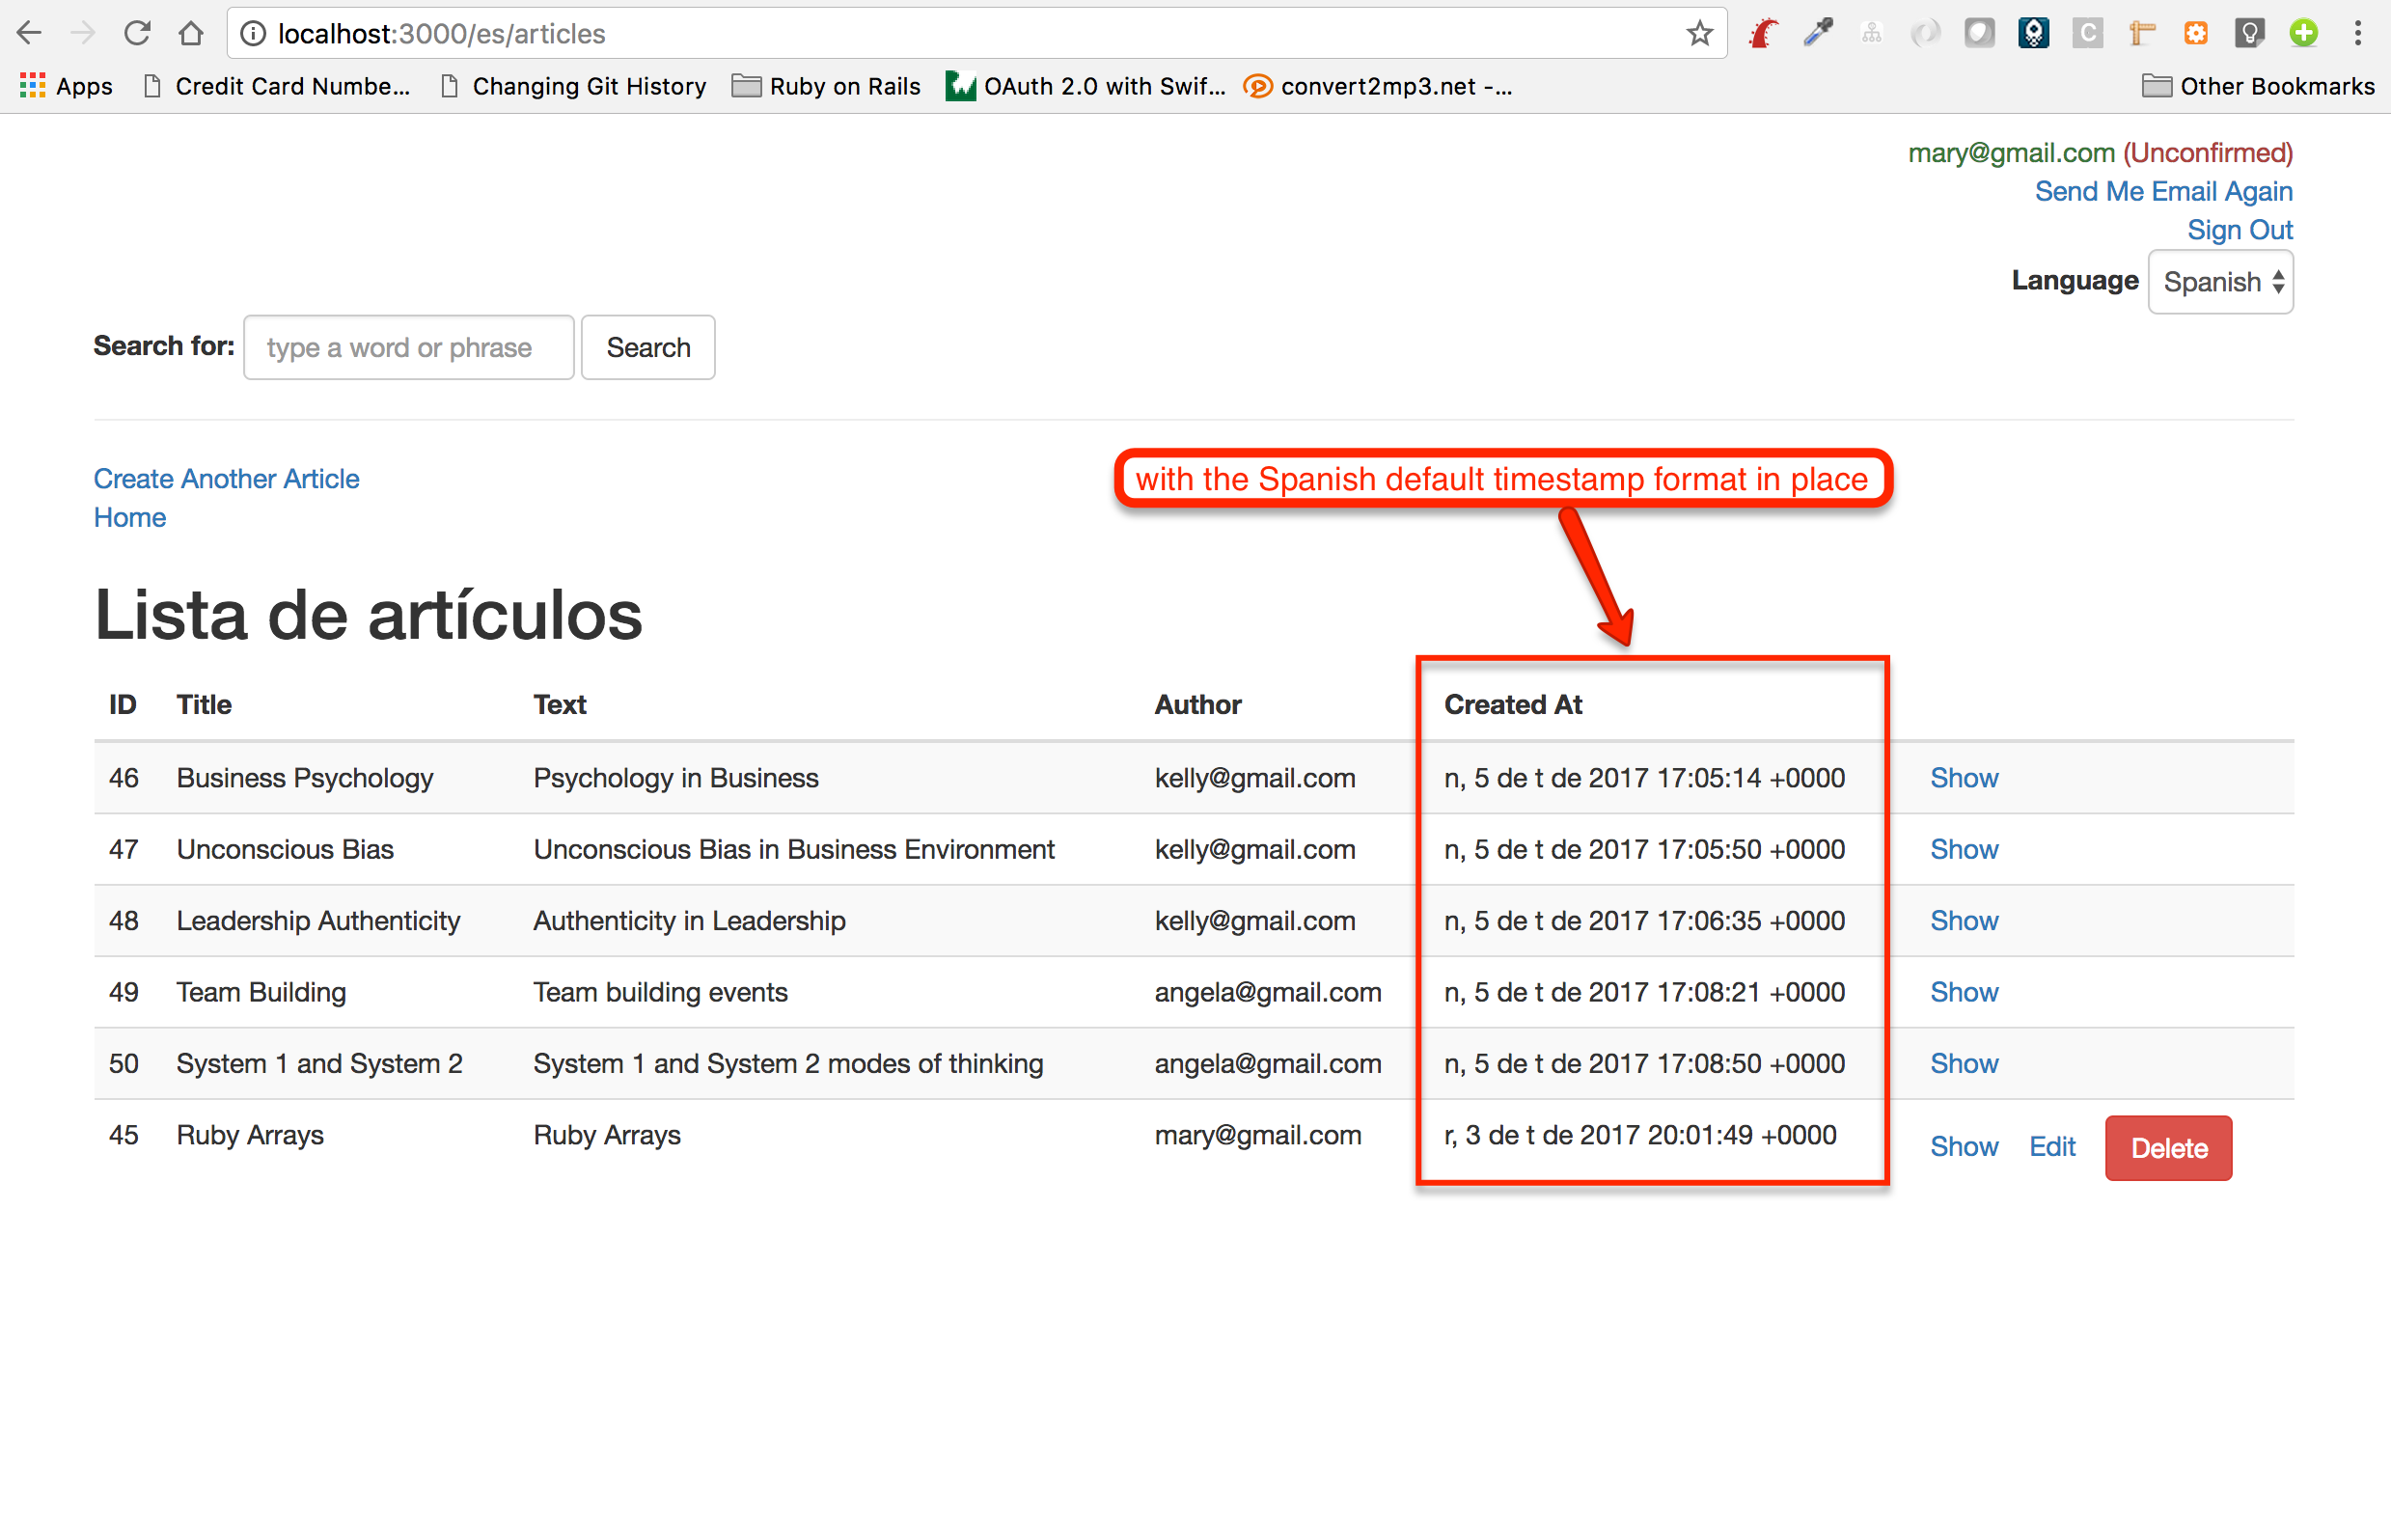 localhost:3000/es/articles
Apps Credit Card Numbe... Changing Git History Ruby on Rails OAuth 2.0 with Swif... convert2mp3.net -... Other Bookmarks
mary@gmail.com (Unconfirmed)
Send Me Email Again
Sign Out
Language Spanish
Search for: type a word or phrase Search
Create Another Article
Home
with the Spanish default timestamp format in place
Lista de artículos
ID Title Text Author Created At
46 Business Psychology Psychology in Business kelly@gmail.com n, 5 de t de 2017 17:05:14 +0000 Show
47 Unconscious Bias Unconscious Bias in Business Environment kelly@gmail.com n, 5 de t de 2017 17:05:50 +0000 Show
48 Leadership Authenticity Authenticity in Leadership kelly@gmail.com n, 5 de t de 2017 17:06:35 +0000 Show
49 Team Building Team building events angela@gmail.com n, 5 de t de 2017 17:08:21 +0000 Show
50 System 1 and System 2 System 1 and System 2 modes of thinking angela@gmail.com n, 5 de t de 2017 17:08:50 +0000 Show
45 Ruby Arrays Ruby Arrays mary@gmail.com r, 3 de t de 2017 20:01:49 +0000 Show Edit Delete